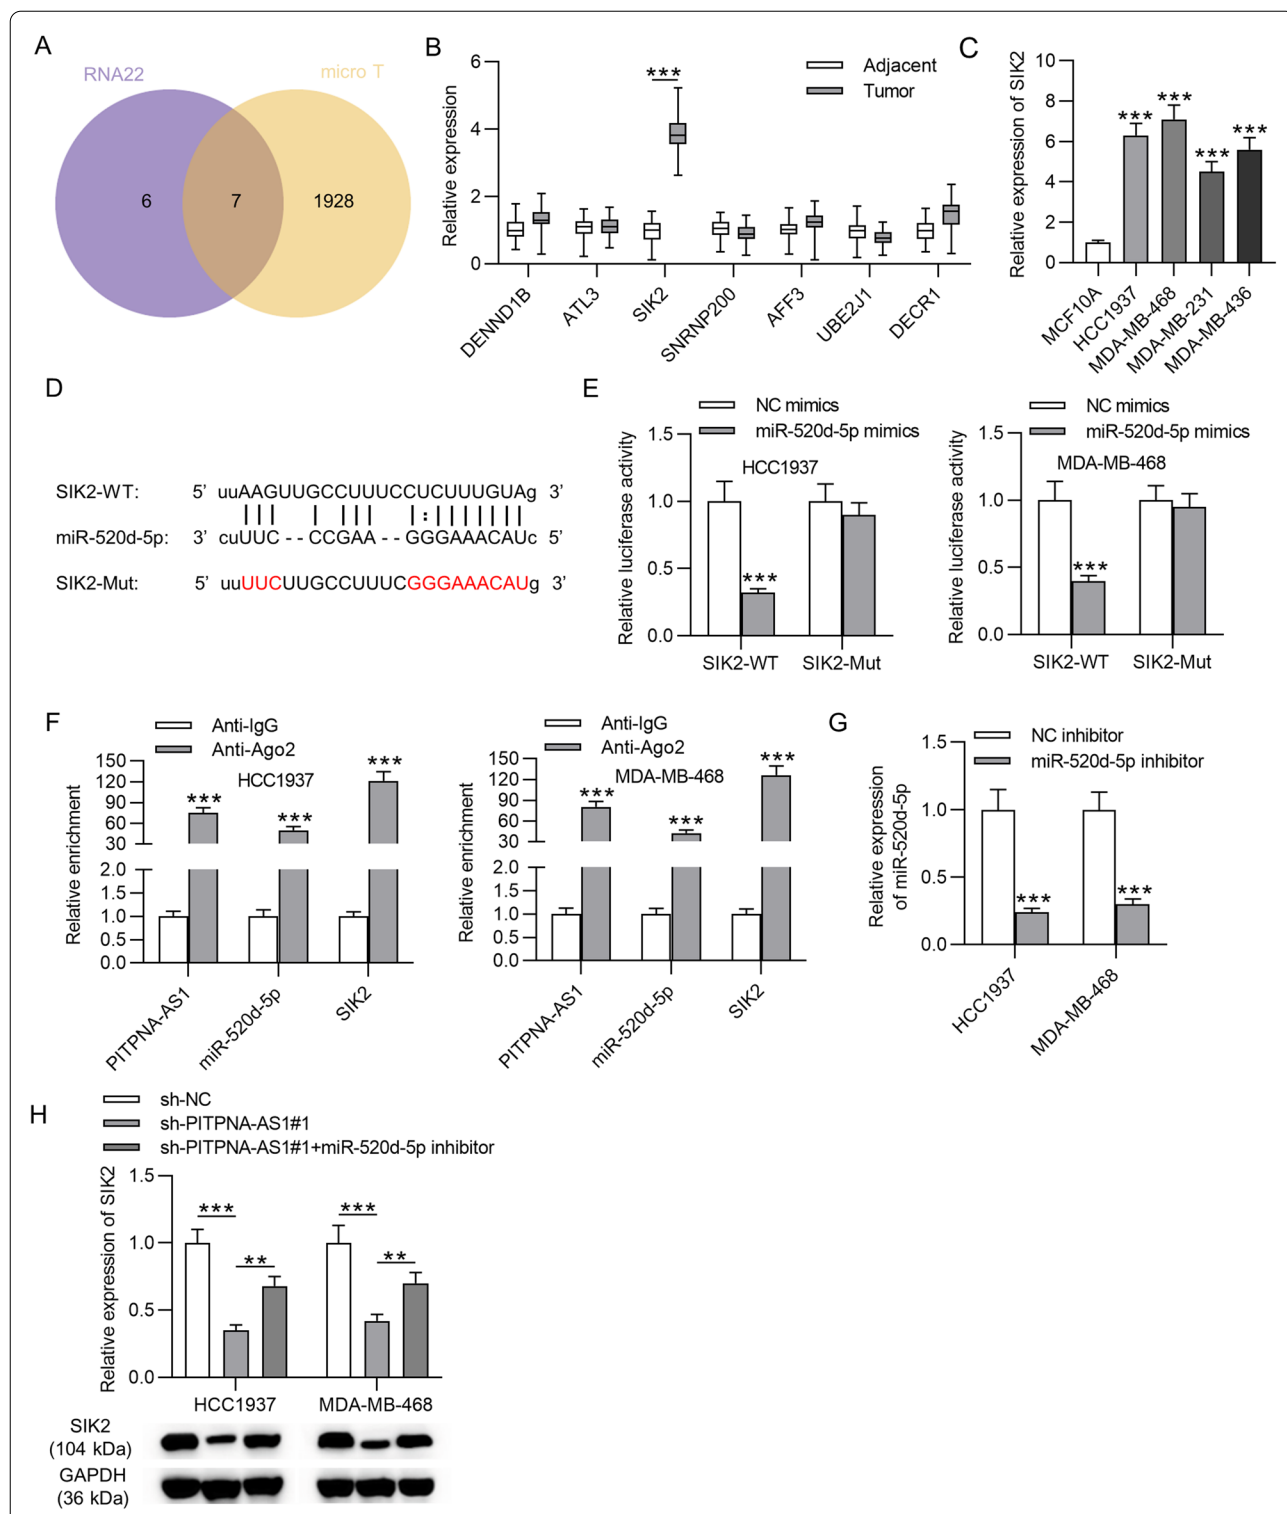 A
RNA22
micro T
6
7
1928
B
Relative expression
6
4
2
0
***
Adjacent
Tumor
DENND1B
ATL3
SIK2
SNRNP200
AFF3
UBE2J1
DECR1
C
Relative expression of SIK2
10
8
6
4
2
0
***
***
***
***
MCF10A
HCC1937
MDA-MB-468
MDA-MB-231
MDA-MB-436
D
SIK2-WT: 5' uuAAGUUGCCUUUCCUCUUUGUAg 3'
miR-520d-5p: 3' cuUUC--CCGAA--GGGAAACAUc 5'
SIK2-Mut: 5' uuUUCUUGCCUUUCGGGAAACAUg 3'
E
NC mimics
miR-520d-5p mimics
HCC1937
Relative luciferase activity
1.5
1.0
0.5
0.0
***
SIK2-WT
SIK2-Mut
NC mimics
miR-520d-5p mimics
MDA-MB-468
Relative luciferase activity
1.5
1.0
0.5
0.0
***
SIK2-WT
SIK2-Mut
F
Anti-IgG
Anti-Ago2
HCC1937
Relative enrichment
150
120
90
60
30
2.0
1.5
1.0
0.5
0.0
***
***
***
PITPNA-AS1
miR-520d-5p
SIK2
Anti-IgG
Anti-Ago2
MDA-MB-468
Relative enrichment
150
120
90
60
30
2.0
1.5
1.0
0.5
0.0
***
***
***
PITPNA-AS1
miR-520d-5p
SIK2
G
NC inhibitor
miR-520d-5p inhibitor
Relative expression
of miR-520d-5p
1.5
1.0
0.5
0.0
***
***
HCC1937
MDA-MB-468
H
sh-NC
sh-PITPNA-AS1#1
sh-PITPNA-AS1#1+miR-520d-5p inhibitor
Relative expression of SIK2
1.5
1.0
0.5
0.0
***
**
***
**
HCC1937
MDA-MB-468
SIK2
(104 kDa)
GAPDH
(36 kDa)